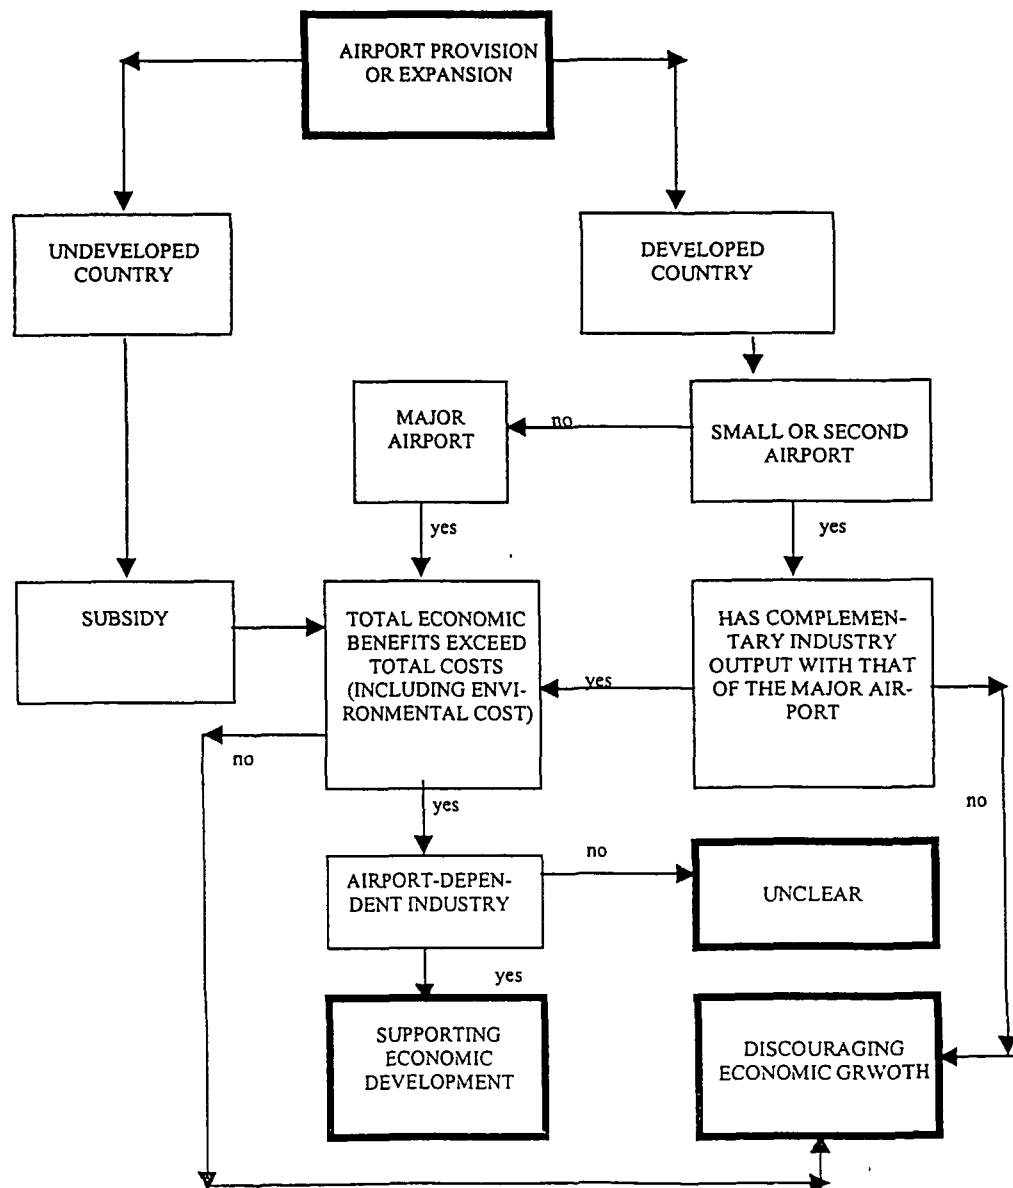 AIRPORT PROVISION
OR EXPANSION
UNDEVELOPED
COUNTRY
DEVELOPED
COUNTRY
MAJOR
AIRPORT
no
SMALL OR SECOND
AIRPORT
yes
yes
SUBSIDY
TOTAL ECONOMIC
BENEFITS EXCEED
TOTAL COSTS
(INCLUDING ENVI-
RONMENTAL COST)
yes
HAS COMPLEMEN-
TARY INDUSTRY
OUTPUT WITH THAT
OF THE MAJOR AIR-
PORT
no
yes
no
AIRPORT-DEPEN-
DENT INDUSTRY
no
UNCLEAR
yes
SUPPORTING
ECONOMIC
DEVELOPMENT
DISCOURAGING
ECONOMIC GRWOTH